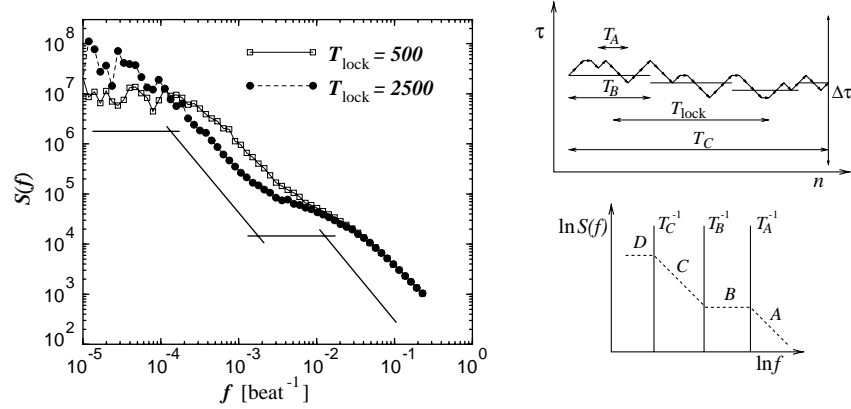 S(f)
10^8
10^7
10^6
10^5
10^4
10^3
10^2
10^-5
10^-4
10^-3
10^-2
10^-1
10^0
f [beat^-1]
T_lock = 500
T_lock = 2500
τ
T_A
T_B
T_lock
T_C
Δτ
n
ln S(f)
T_C^-1
T_B^-1
T_A^-1
D
C
B
A
ln f